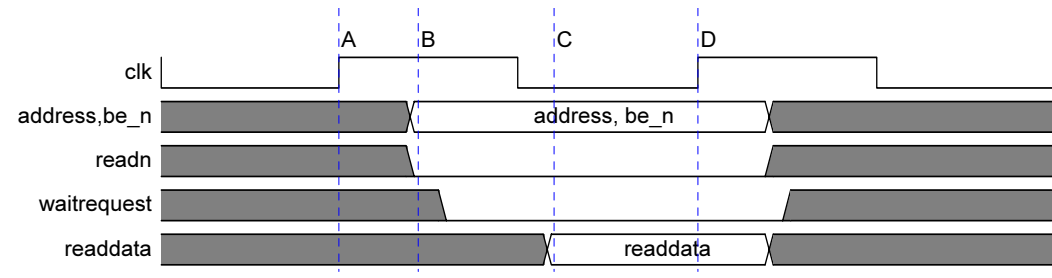 A B C D
clk
address,be_n address, be_n
readn
waitrequest
readdata readdata